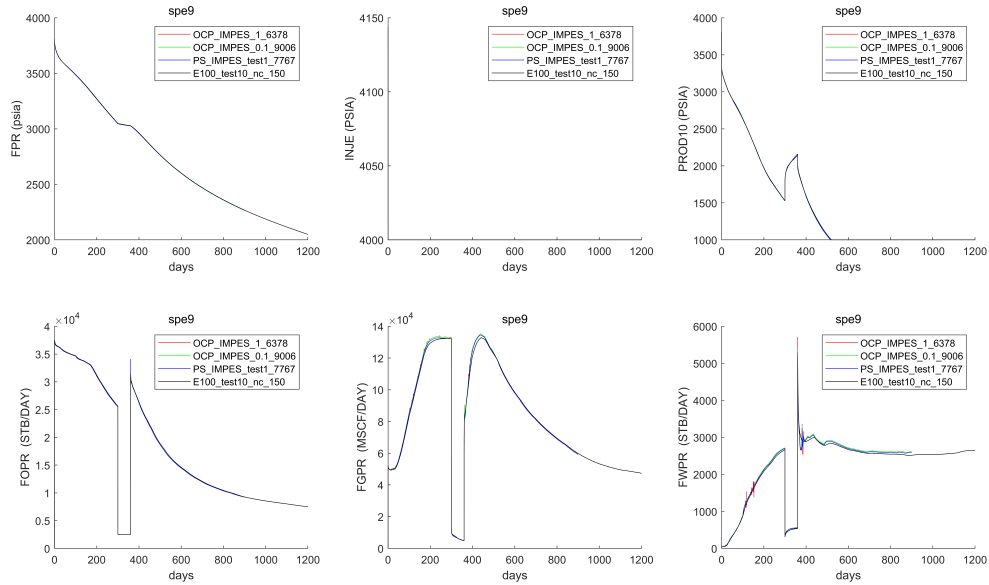 spe9
4000
3500
3000
2500
2000
FPR (psia)
0 200 400 600 800 1000 1200
days
OCP_IMPES_1_6378
OCP_IMPES_0.1_9006
PS_IMPES_test1_7767
E100_test10_nc_150
spe9
4150
4100
4050
4000
INJE (PSIA)
0 200 400 600 800 1000 1200
days
OCP_IMPES_1_6378
OCP_IMPES_0.1_9006
PS_IMPES_test1_7767
E100_test10_nc_150
spe9
4000
3500
3000
2500
2000
1500
1000
PROD10 (PSIA)
0 200 400 600 800 1000 1200
days
OCP_IMPES_1_6378
OCP_IMPES_0.1_9006
PS_IMPES_test1_7767
E100_test10_nc_150
spe9
× 10⁴
4
3.5
3
2.5
2
1.5
1
0.5
0
FOPR (STB/DAY)
0 200 400 600 800 1000 1200
days
OCP_IMPES_1_6378
OCP_IMPES_0.1_9006
PS_IMPES_test1_7767
E100_test10_nc_150
spe9
× 10⁴
14
12
10
8
6
4
2
0
FGPR (MSCF/DAY)
0 200 400 600 800 1000 1200
days
OCP_IMPES_1_6378
OCP_IMPES_0.1_9006
PS_IMPES_test1_7767
E100_test10_nc_150
spe9
6000
5000
4000
3000
2000
1000
0
FWPR (STB/DAY)
0 200 400 600 800 1000 1200
days
OCP_IMPES_1_6378
OCP_IMPES_0.1_9006
PS_IMPES_test1_7767
E100_test10_nc_150